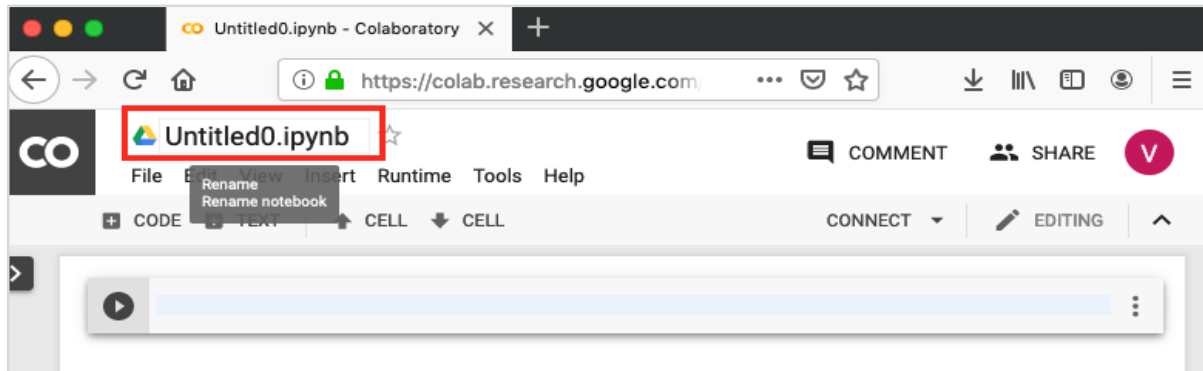 Untitled0.ipynb - Colaboratory
https://colab.research.google.com/
CO Untitled0.ipynb
COMMENT SHARE V
File Edit View Insert Runtime Tools Help
Rename
Rename notebook
CODE TEXT CELL CELL CONNECT EDITING